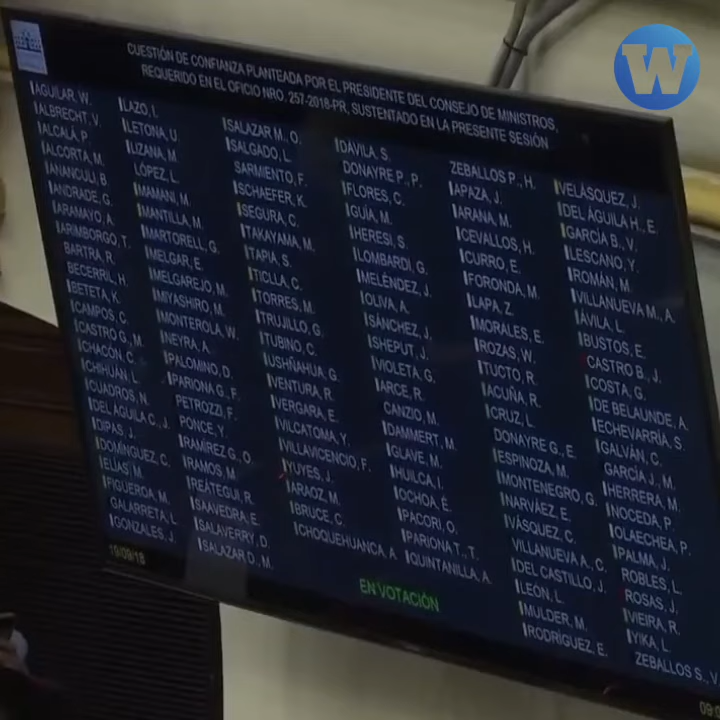 W
CUESTIÓN DE CONFIANZA PLANTEADA POR EL PRESIDENTE DEL CONSEJO DE MINISTROS,
REQUERIDO EN EL OFICIO NRO. 257-2018-PR, SUSTENTADO EN LA PRESENTE SESIÓN
AGUILAR, W.
ALBRECHT, V.
ALCALÁ, P.
ALCORTA, M.
ANANCULI, B.
ANDRADE, G.
ARAMAYO, A.
ARIMBORGO, T.
BARTRA, R.
BECERRIL, H.
BETETA, K.
CAMPOS, C.
CASTRO G., M.
CHACÓN, C.
CHIHUÁN, L.
CUADROS, N.
DEL ÁGUILA C., J.
DIPAS, J.
DOMÍNGUEZ, C.
ELÍAS, M.
FIGUEROA, M.
GALARRETA, L.
GONZALES, J.
LAZO, I.
LETONA, U.
LIZANA, M.
LÓPEZ, L.
MAMANI, M.
MANTILLA, M.
MARTORELL, G.
MELGAR, E.
MELGAREJO, M.
MIYASHIRO, M.
MONTEROLA, W.
NEYRA, A.
PALOMINO, D.
PARIONA G., F.
PETROZZI, F.
PONCE, Y.
RAMÍREZ G., O.
RAMOS, M.
REÁTEGUI, R.
SAAVEDRA, E.
SALAVERRY, D.
SALAZAR D., M.
SALAZAR M., O.
SALGADO, L.
SARMIENTO, F.
SCHAEFER, K.
SEGURA, C.
TAKAYAMA, M.
TAPIA, S.
TICLLA, C.
TORRES, M.
TRUJILLO, G.
TUBINO, C.
USHÑAHUA, G.
VENTURA, R.
VERGARA, E.
VILCATOMA, Y.
VILLAVICENCIO, F.
YUYES, J.
ARAOZ, M.
BRUCE, C.
CHOQUEHUANCA, A.
DÁVILA, S.
DONAYRE P., P.
FLORES, C.
GUÍA, M.
HERESI, S.
LOMBARDI, G.
MELÉNDEZ, J.
OLIVA, A.
SÁNCHEZ, J.
SHEPUT, J.
VIOLETA, G.
ARCE, R.
CANZIO, M.
DAMMERT, M.
GLAVE, M.
HUILCA, I.
OCHOA, E.
PACORI, O.
PARIONA T., T.
QUINTANILLA, A.
ZEBALLOS P., H.
APAZA, J.
ARANA, M.
CEVALLOS, H.
CURRO, E.
FORONDA, M.
LAPA, Z.
MORALES, E.
ROZAS, W.
TUCTO, R.
ACUÑA, R.
CRUZ, L.
DONAYRE G., E.
ESPINOZA, M.
MONTENEGRO, G.
NARVÁEZ, E.
VÁSQUEZ, C.
VILLANUEVA A., C.
DEL CASTILLO, J.
LEÓN, L.
MULDER, M.
RODRÍGUEZ, E.
VELÁSQUEZ, J.
DEL ÁGUILA H., E.
GARCÍA B., V.
LESCANO, Y.
ROMÁN, M.
VILLANUEVA M., A.
ÁVILA, L.
BUSTOS, E.
CASTRO B., J.
COSTA, G.
DE BELAUNDE, A.
ECHEVARRÍA, S.
GALVÁN, C.
GARCÍA J., M.
HERRERA, M.
NOCEDA, P.
OLAECHEA, P.
PALMA, J.
ROBLES, L.
ROSAS, J.
VIEIRA, R.
YIKA, L.
ZEBALLOS S., V.
19/09/18
EN VOTACIÓN